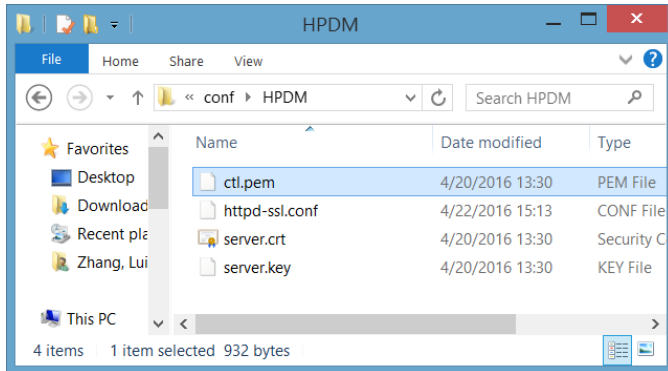 HPDM
File Home Share View
« conf HPDM Search HPDM
Name Date modified Type
Favorites
Desktop
Download
Recent pla
Zhang, Lui
This PC
ctl.pem 4/20/2016 13:30 PEM File
httpd-ssl.conf 4/22/2016 15:13 CONF File
server.crt 4/20/2016 13:30 Security C
server.key 4/20/2016 13:30 KEY File
4 items 1 item selected 932 bytes